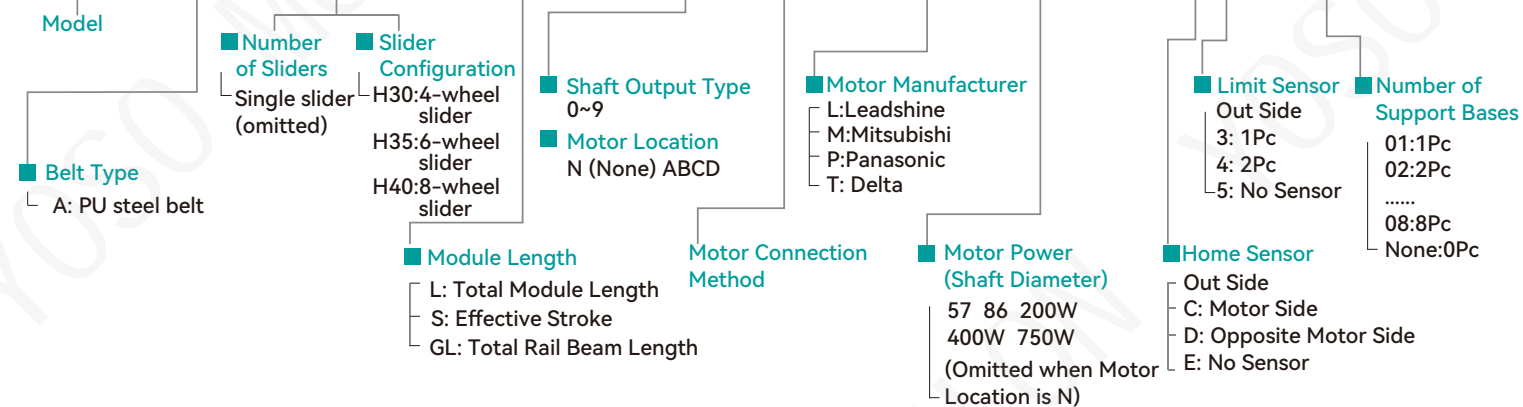 Model
Number
of Sliders
Single slider
(omitted)
Slider
Configuration
H30:4-wheel
slider
H35:6-wheel
slider
H40:8-wheel
slider
Shaft Output Type
0~9
Motor Location
N (None) ABCD
Motor Manufacturer
L:Leadshine
M:Mitsubishi
P:Panasonic
T: Delta
Limit Sensor
Out Side
3: 1Pc
4: 2Pc
5: No Sensor
Number of
Support Bases
01:1Pc
02:2Pc
......
08:8Pc
None:0Pc
Belt Type
A: PU steel belt
Module Length
L: Total Module Length
S: Effective Stroke
GL: Total Rail Beam Length
Motor Connection
Method
Motor Power
(Shaft Diameter)
57 86 200W
400W 750W
(Omitted when Motor
Location is N)
Home Sensor
Out Side
C: Motor Side
D: Opposite Motor Side
E: No Sensor